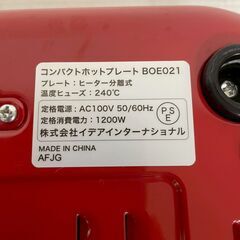 コンパクトホットプレート BOE021
プレート：ヒーター分離式
温度ヒューズ：240℃
定格電源：AC100V 50/60Hz
定格消費電力：1200W
PSE
株式会社イデアインターナショナル
MADE IN CHINA
AFJG